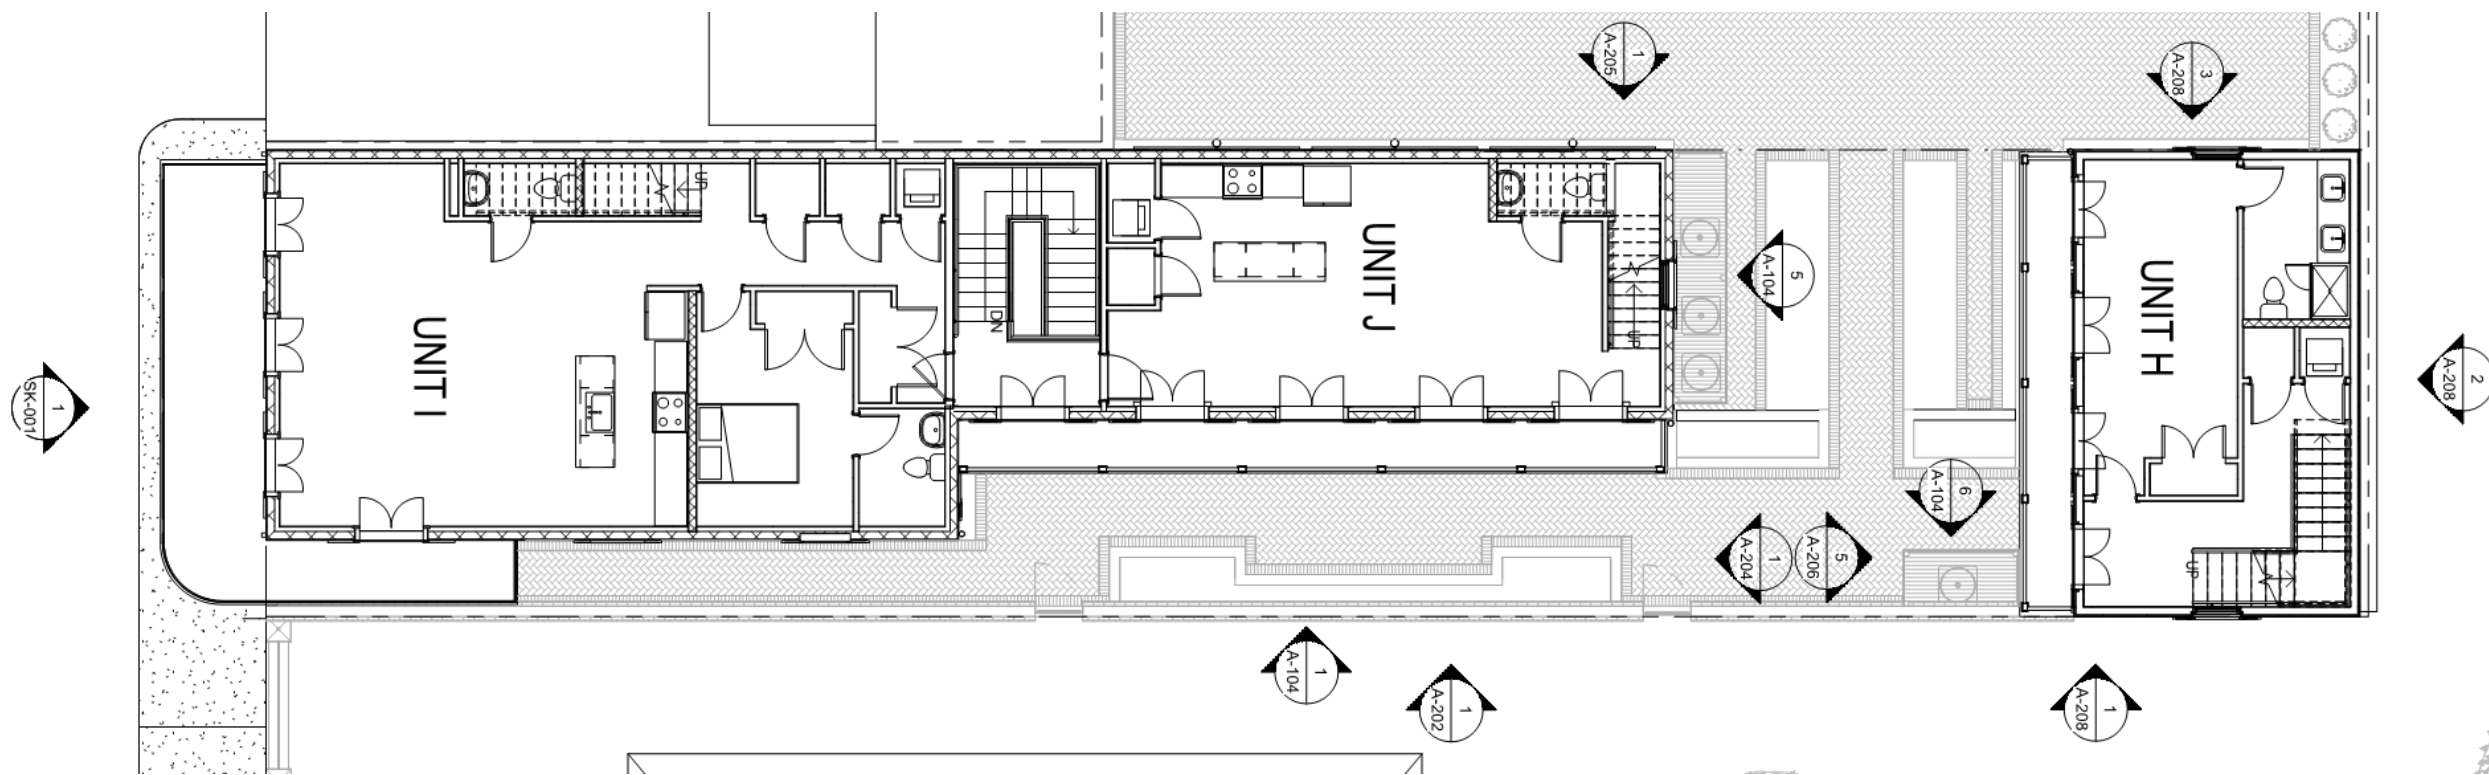 1
A-205
3
A-208
UP
UNIT I
DN
UNIT J
UP
5
A-104
UNIT H
UP
1
SK-001
2
A-208
6
A-104
1
A-204
5
A-206
1
A-104
1
A-202
1
A-208